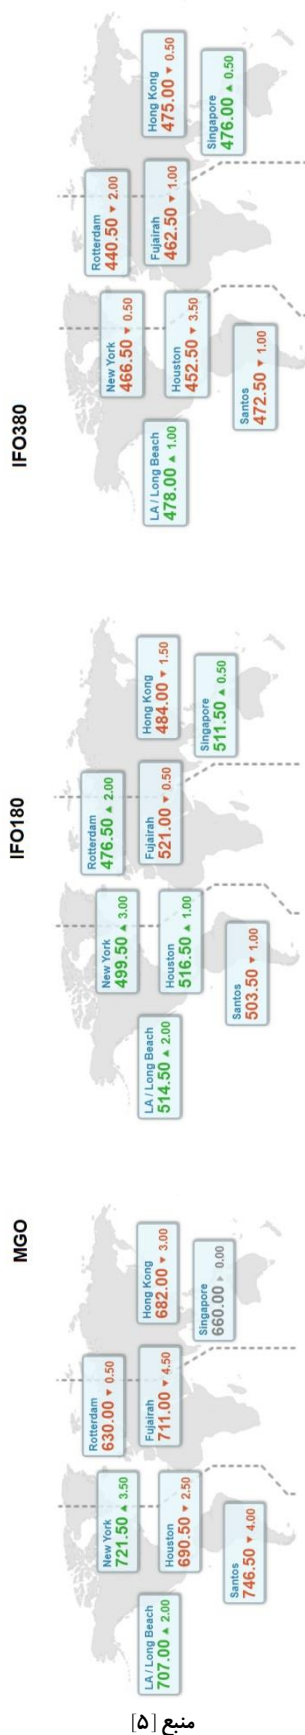 MGO
LA / Long Beach
707.00 ▲ 2.00
New York
721.50 ▲ 3.50
Houston
690.50 ▼ 2.50
Santos
746.50 ▼ 4.00
Rotterdam
630.00 ▼ 0.50
Fujairah
711.00 ▼ 4.50
Hong Kong
682.00 ▼ 3.00
Singapore
660.00 ► 0.00
IFO180
LA / Long Beach
514.50 ▲ 2.00
New York
499.50 ▲ 3.00
Houston
516.50 ▲ 1.00
Santos
503.50 ▼ 1.00
Rotterdam
476.50 ▲ 2.00
Fujairah
521.00 ▼ 0.50
Hong Kong
484.00 ▼ 1.50
Singapore
511.50 ▲ 0.50
IFO380
LA / Long Beach
478.00 ▲ 1.00
New York
466.50 ▼ 0.50
Houston
452.50 ▼ 3.50
Santos
472.50 ▼ 1.00
Rotterdam
440.50 ▼ 2.00
Fujairah
462.50 ▼ 1.00
Hong Kong
475.00 ▼ 0.50
Singapore
476.00 ▲ 0.50
منبع [۵]